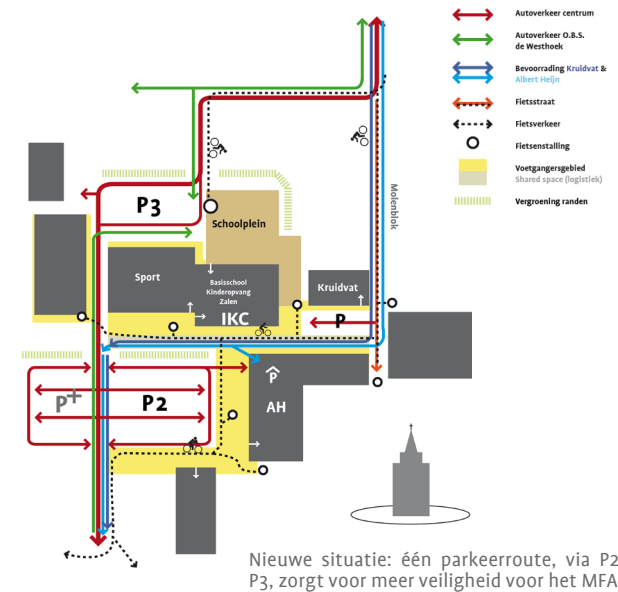 Autoverkeer centrum
Autoverkeer O.B.S.
de Westhoek
Bevoorrading Kruidvat &
Albert Heijn
Fietsstraat
Fietsverkeer
Fietsenstalling
Voetgangersgebied
Shared space (logistiek)
Vergroening randen
Molenblok
P3
Schoolplein
Sport
Basisschool
Kinderopvang
Zalen
IKC
Kruidvat
P
P
P+
P2
AH
Nieuwe situatie: één parkeerroute, via P2
P3, zorgt voor meer veiligheid voor het MFA